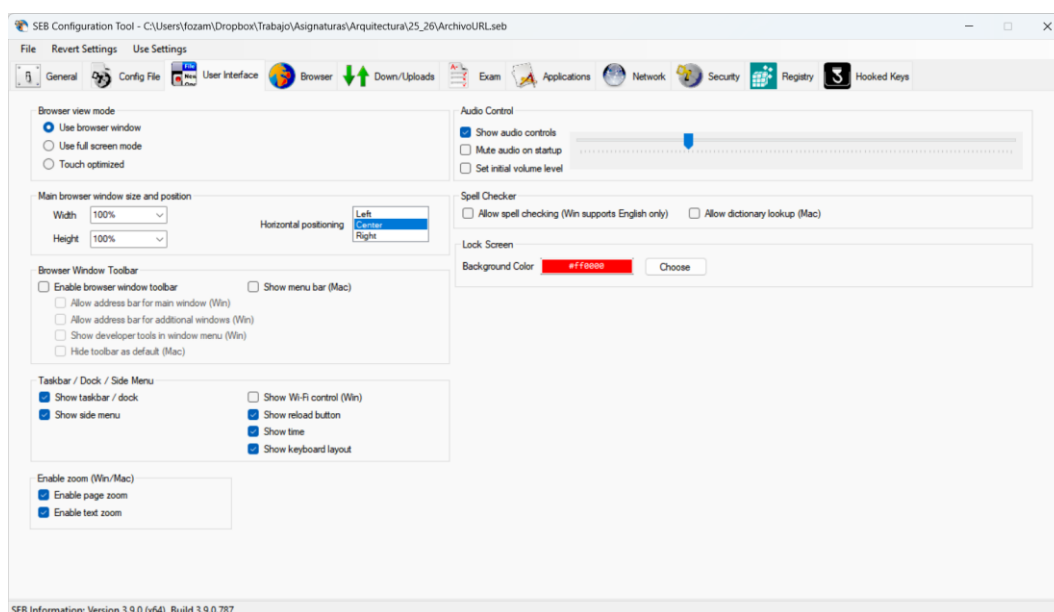 SEB Configuration Tool - C:\Users\fozam\Dropbox\Trabajo\Asignaturas\Arquitectura\25_26\ArchivoURL.seb
File Revert Settings Use Settings
General Config File User Interface Browser Down/Uploads Exam Applications Network Security Registry Hooked Keys
Browser view mode
Use browser window
Use full screen mode
Touch optimized
Main browser window size and position
Width 100%
Height 100%
Horizontal positioning
Left
Center
Right
Browser Window Toolbar
Enable browser window toolbar Show menu bar (Mac)
Allow address bar for main window (Win)
Allow address bar for additional windows (Win)
Show developer tools in window menu (Win)
Hide toolbar as default (Mac)
Taskbar / Dock / Side Menu
Show taskbar / dock Show Wi-Fi control (Win)
Show side menu Show reload button
Show time
Show keyboard layout
Enable zoom (Win/Mac)
Enable page zoom
Enable text zoom
Audio Control
Show audio controls
Mute audio on startup
Set initial volume level
Spell Checker
Allow spell checking (Win supports English only) Allow dictionary lookup (Mac)
Lock Screen
Background Color #ff0000 Choose
SEB Information: Version 3.9.0 (x64), Build 3.9.0.787